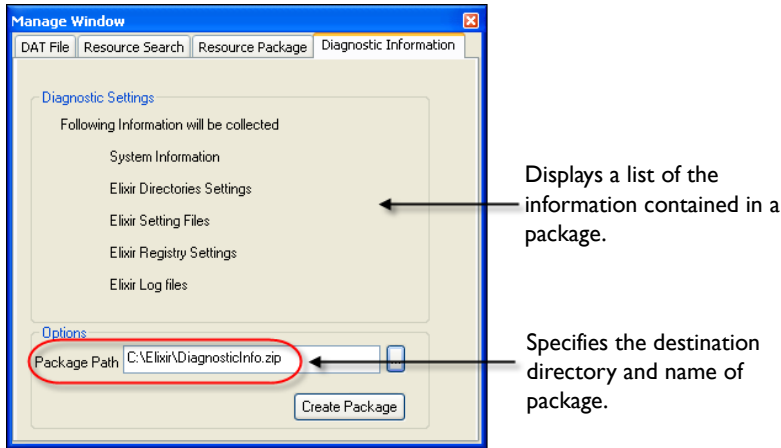 Manage Window
DAT File
Resource Search
Resource Package
Diagnostic Information
Diagnostic Settings
Following Information will be collected
System Information
Elixir Directories Settings
Elixir Setting Files
Elixir Registry Settings
Elixir Log files
Displays a list of the
information contained in a
package.
Options
Package Path
C:\Elixir\DiagnosticInfo.zip
...
Create Package
Specifies the destination
directory and name of
package.